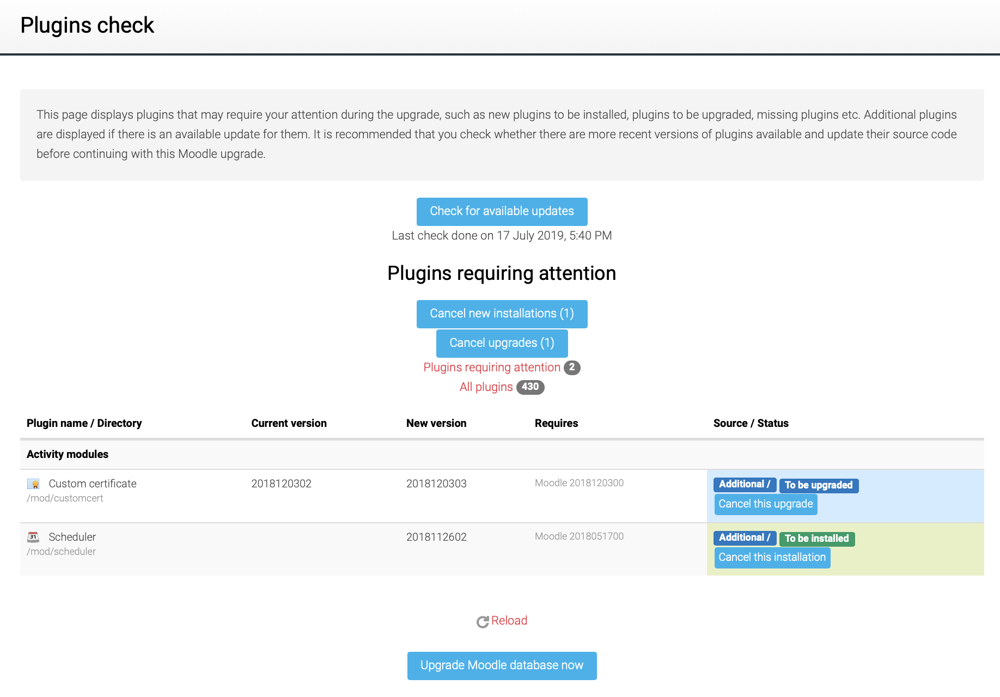 Plugins check
This page displays plugins that may require your attention during the upgrade, such as new plugins to be installed, plugins to be upgraded, missing plugins etc. Additional plugins
are displayed if there is an available update for them. It is recommended that you check whether there are more recent versions of plugins available and update their source code
before continuing with this Moodle upgrade.
Check for available updates
Last check done on 17 July 2019, 5:40 PM
Plugins requiring attention
Cancel new installations (1)
Cancel upgrades (1)
Plugins requiring attention 2
All plugins 430
Plugin name / Directory Current version New version Requires Source / Status
Activity modules
Custom certificate 2018120302 2018120303 Moodle 2018120300 Additional / To be upgraded
/mod/customcert Cancel this upgrade
31 Scheduler 2018112602 Moodle 2018051700 Additional / To be installed
/mod/scheduler Cancel this installation
Reload
Upgrade Moodle database now